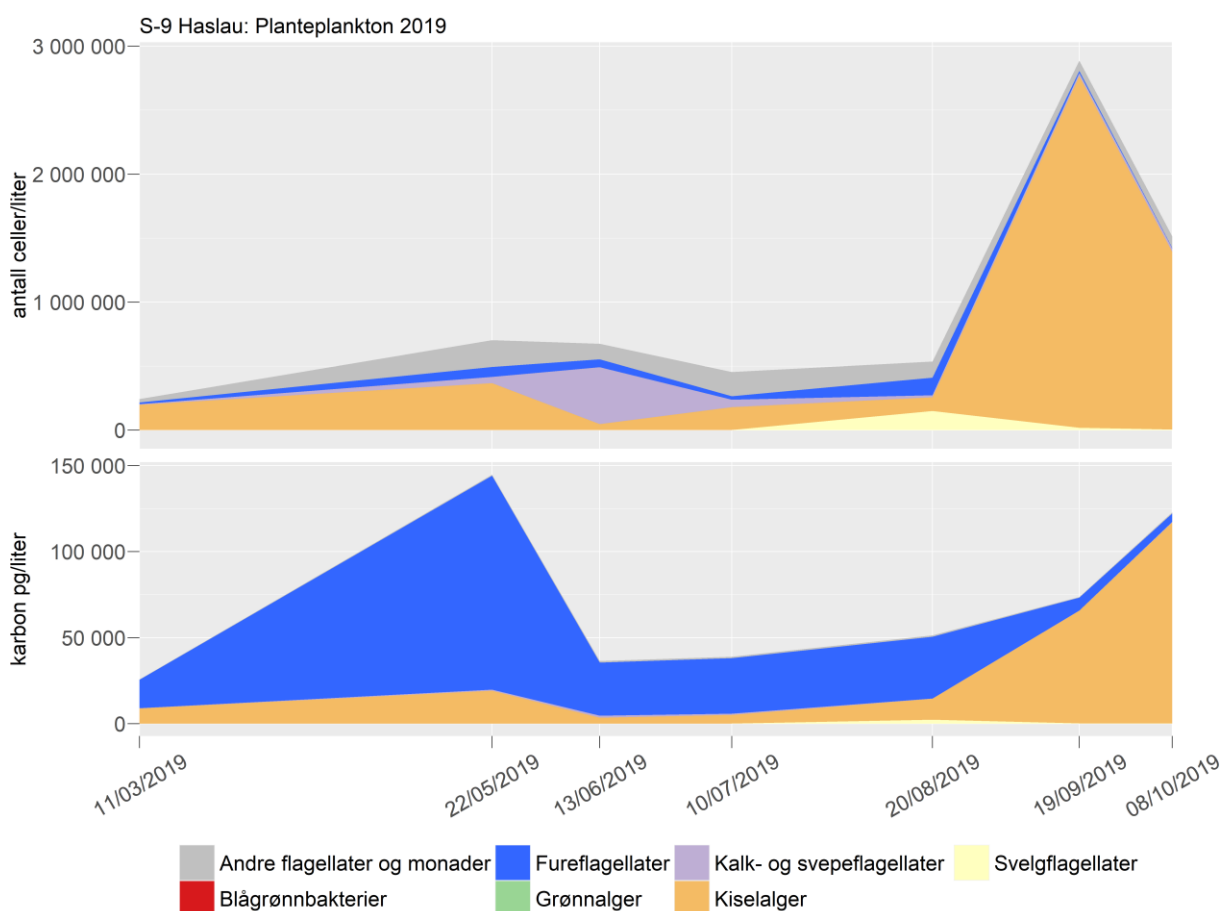 S-9 Haslau: Planteplankton 2019
3 000 000
2 000 000
1 000 000
0
antall celler/liter
150 000
100 000
50 000
0
karbon pg/liter
11/03/2019
22/05/2019
13/06/2019
10/07/2019
20/08/2019
19/09/2019
08/10/2019
Andre flagellater og monader
Fureflagellater
Kalk- og svepeflagellater
Svelgflagellater
Blågrønnbakterier
Grønnalger
Kiselalger